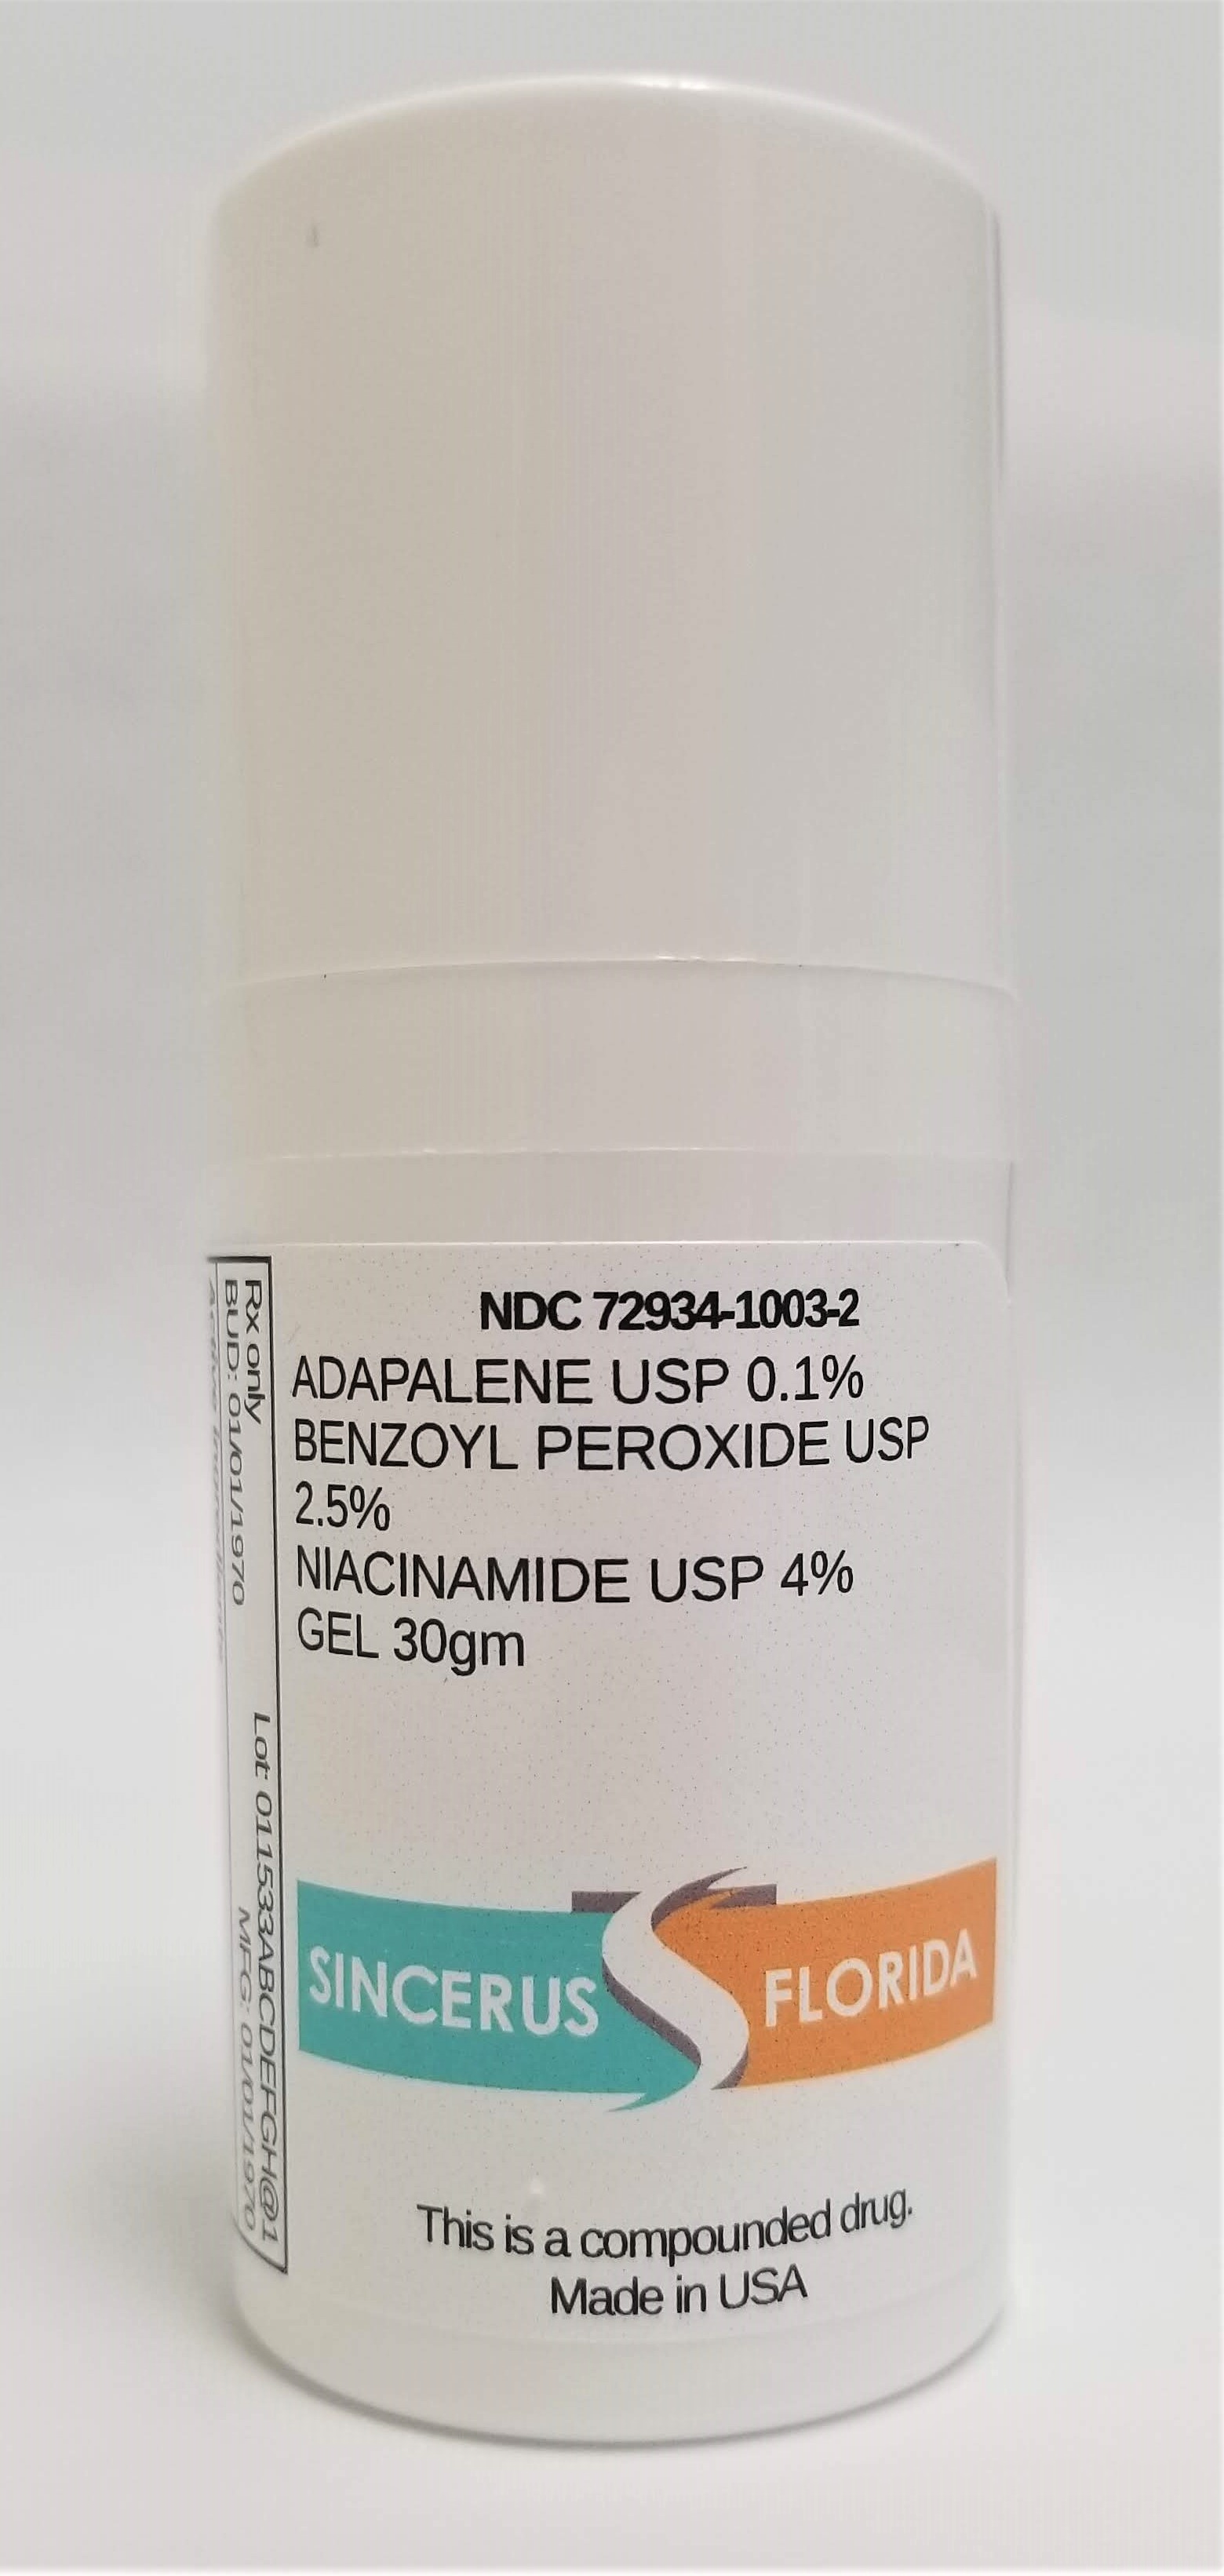 NDC 72934-1003-2
ADAPALENE USP 0.1%
BENZOYL PEROXIDE USP
2.5%
NIACINAMIDE USP 4%
GEL 30gm
SINCERUS FLORIDA
This is a compounded drug.
Made in USA
Rx only Lot: 011533ABCDEFGH@1
BUD: 01/01/1970 MFG: 01/01/1970